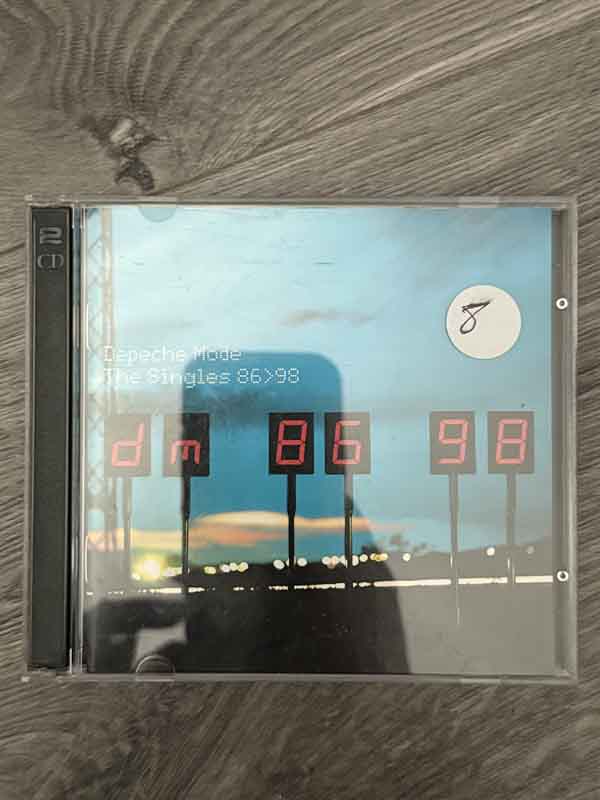 2
CD
8
Depeche Mode
The Singles 86>98
dm 86 98